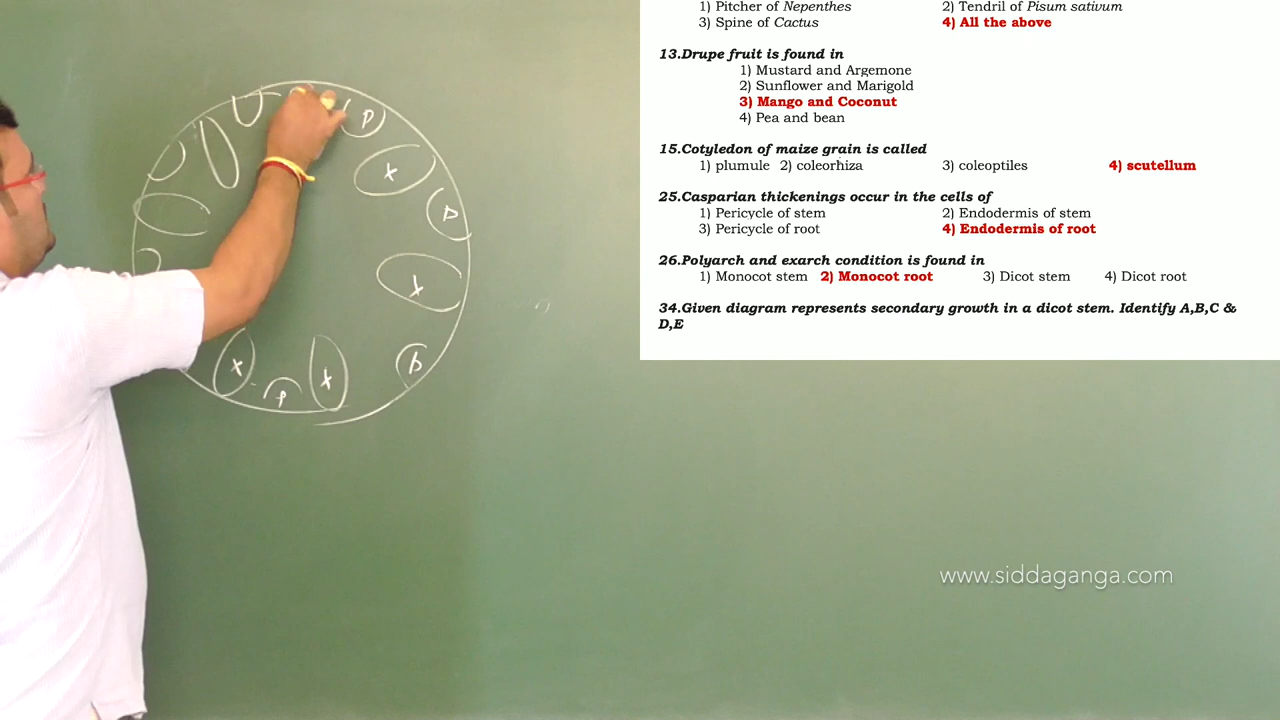 1) Pitcher of Nepenthes 2) Tendril of Pisum sativum
3) Spine of Cactus 4) All the above
13.Drupe fruit is found in
1) Mustard and Argemone
2) Sunflower and Marigold
3) Mango and Coconut
4) Pea and bean
15.Cotyledon of maize grain is called
1) plumule 2) coleorhiza 3) coleoptiles 4) scutellum
25.Casparian thickenings occur in the cells of
1) Pericycle of stem 2) Endodermis of stem
3) Pericycle of root 4) Endodermis of root
26.Polyarch and exarch condition is found in
1) Monocot stem 2) Monocot root 3) Dicot stem 4) Dicot root
34.Given diagram represents secondary growth in a dicot stem. Identify A,B,C &
D,E
P
x
P
x
P
x
P
x
www.siddaganga.com